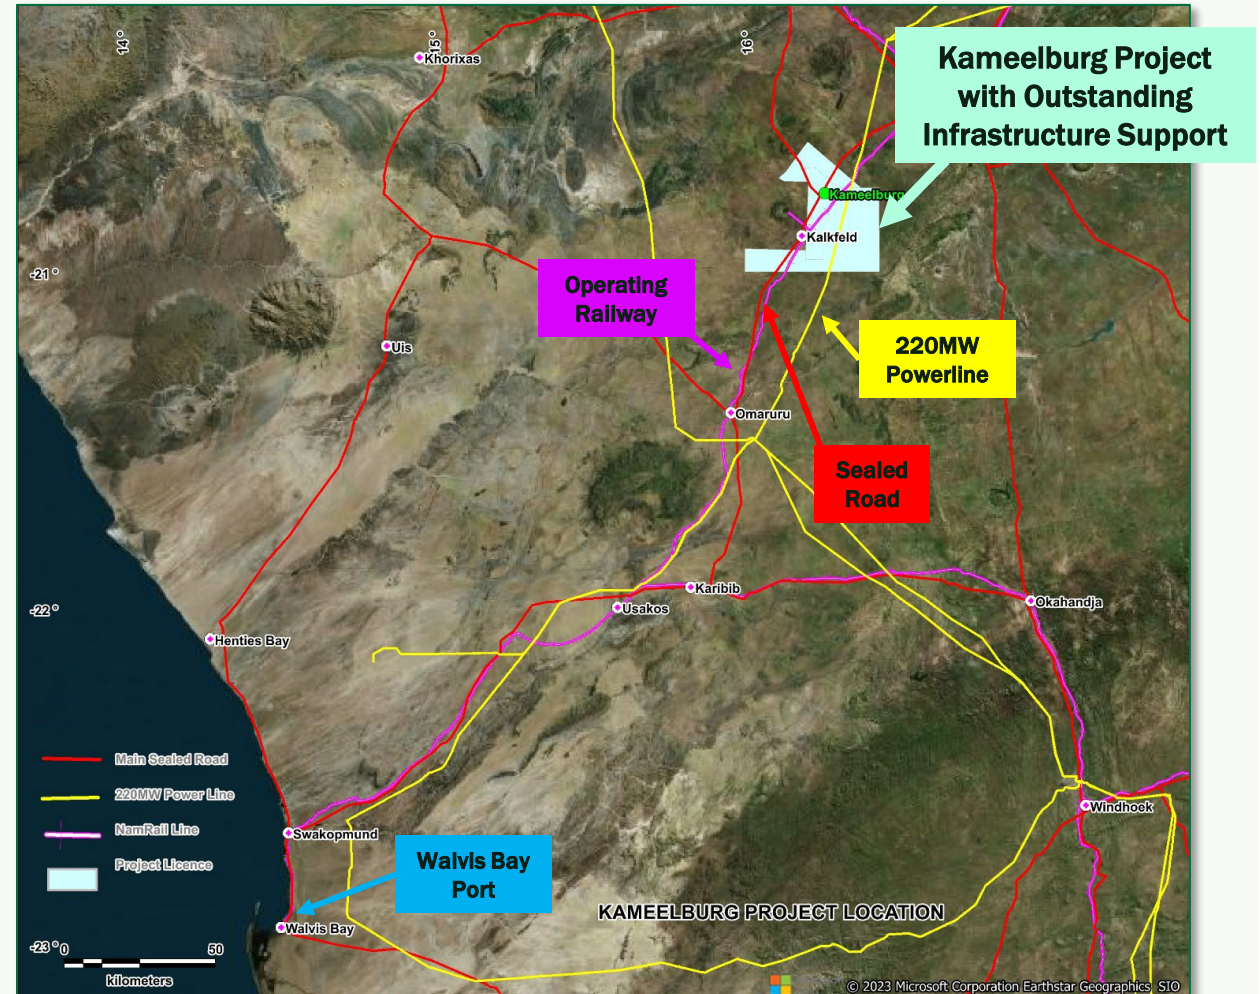 14 °
15 °
16 °
Kameelburg Project
with Outstanding
Infrastructure Support
Khorixas
Kameelburg
Kalkfeld
-21 °
Operating
Railway
220MW
Powerline
Uis
Omaruru
Sealed
Road
Karibib
Usakos
Okahandja
-22 °
Henties Bay
Main Sealed Road
220MW Power Line
NamRail Line
Project Licence
Windhoek
Swakopmund
Walvis Bay
Port
KAMEELBURG PROJECT LOCATION
Walvis Bay
-23 °
0 50
kilometers
© 2023 Microsoft Corporation Earthstar Geographics SIO